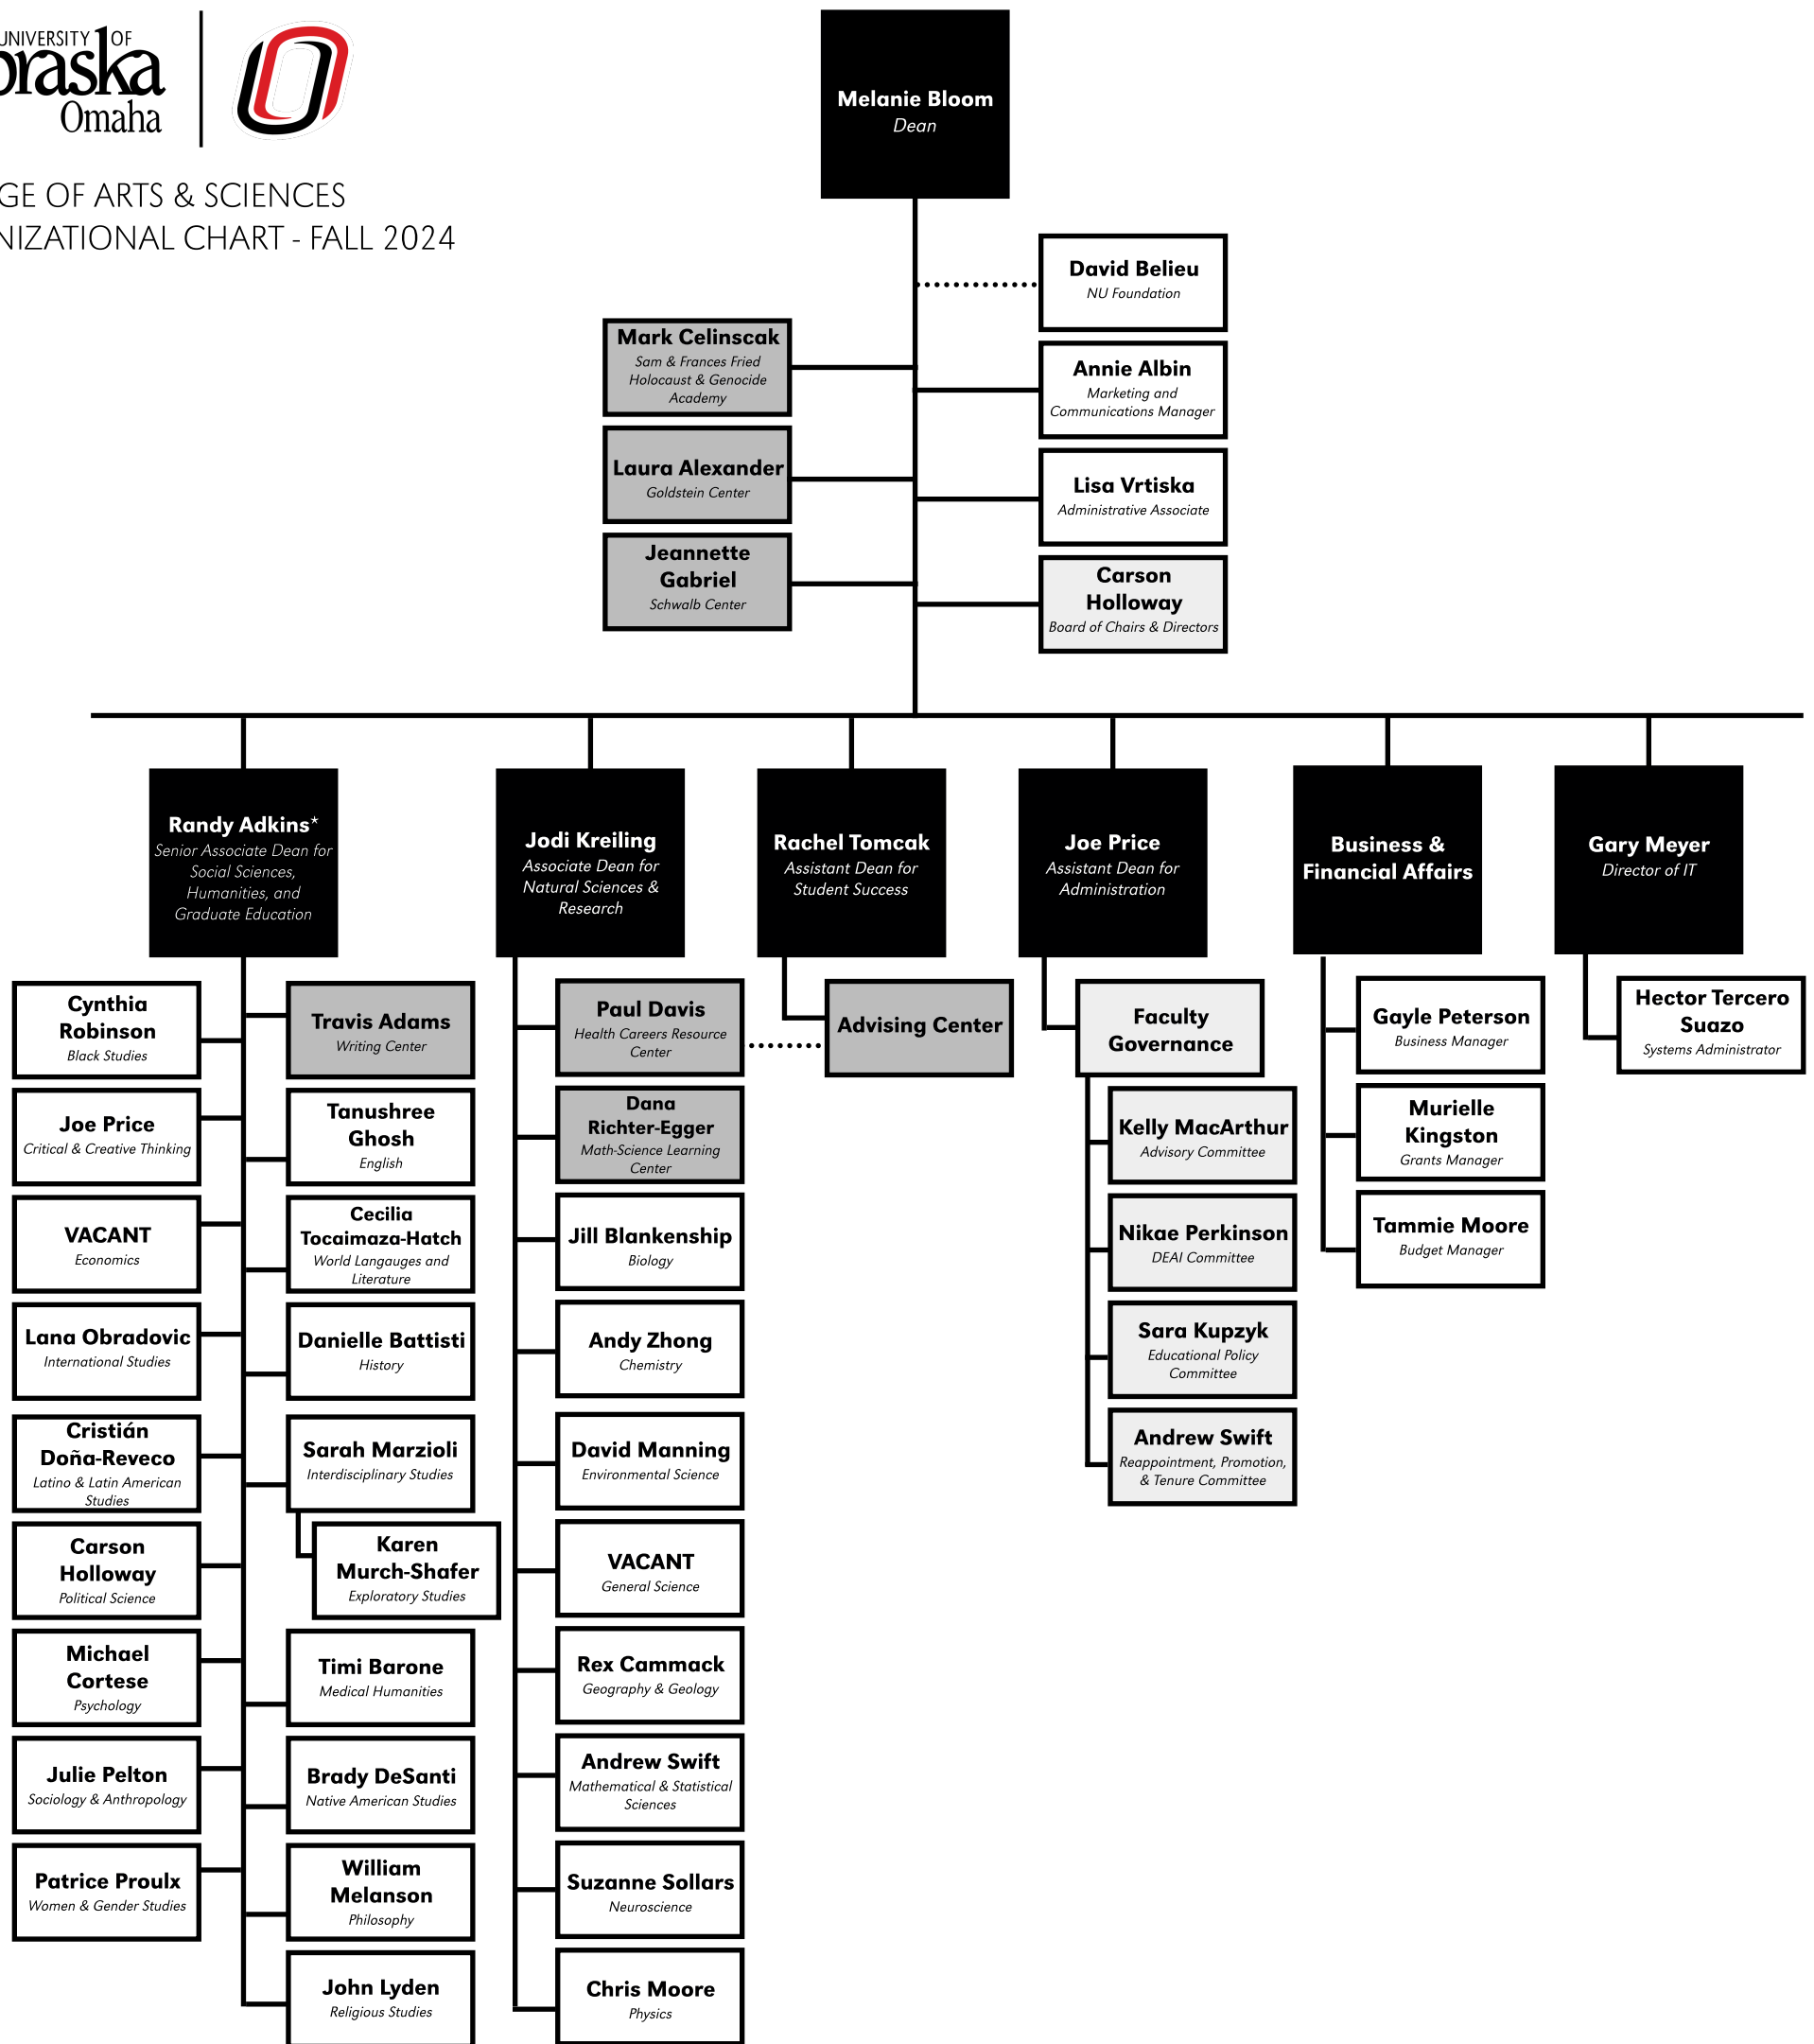 UNIVERSITY OF
braska
Omaha
GE OF ARTS & SCIENCES
NIZATIONAL CHART - FALL 2024
Melanie Bloom
Dean
David Belieu
NU Foundation
Mark Celinscak
Sam & Frances Fried
Holocaust & Genocide
Academy
Annie Albin
Marketing and
Communications Manager
Laura Alexander
Goldstein Center
Lisa Vrtiska
Administrative Associate
Jeannette
Gabriel
Schwalb Center
Carson
Holloway
Board of Chairs & Directors
Randy Adkins*
Senior Associate Dean for
Social Sciences,
Humanities, and
Graduate Education
Jodi Kreiling
Associate Dean for
Natural Sciences &
Research
Rachel Tomcak
Assistant Dean for
Student Success
Joe Price
Assistant Dean for
Administration
Business &
Financial Affairs
Gary Meyer
Director of IT
Cynthia
Robinson
Black Studies
Joe Price
Critical & Creative Thinking
VACANT
Economics
Lana Obradovic
International Studies
Cristián
Doña-Reveco
Latino & Latin American
Studies
Carson
Holloway
Political Science
Michael
Cortese
Psychology
Julie Pelton
Sociology & Anthropology
Patrice Proulx
Women & Gender Studies
Travis Adams
Writing Center
Tanushree
Ghosh
English
Cecilia
Tocaimaza-Hatch
World Langauges and
Literature
Danielle Battisti
History
Sarah Marzioli
Interdisciplinary Studies
Karen
Murch-Shafer
Exploratory Studies
Timi Barone
Medical Humanities
Brady DeSanti
Native American Studies
William
Melanson
Philosophy
John Lyden
Religious Studies
Paul Davis
Health Careers Resource
Center
Dana
Richter-Egger
Math-Science Learning
Center
Jill Blankenship
Biology
Andy Zhong
Chemistry
David Manning
Environmental Science
VACANT
General Science
Rex Cammack
Geography & Geology
Andrew Swift
Mathematical & Statistical
Sciences
Suzanne Sollars
Neuroscience
Chris Moore
Physics
Advising Center
Faculty
Governance
Kelly MacArthur
Advisory Committee
Nikae Perkinson
DEAI Committee
Sara Kupzyk
Educational Policy
Committee
Andrew Swift
Reappointment, Promotion,
& Tenure Committee
Gayle Peterson
Business Manager
Murielle
Kingston
Grants Manager
Tammie Moore
Budget Manager
Hector Tercero
Suazo
Systems Administrator